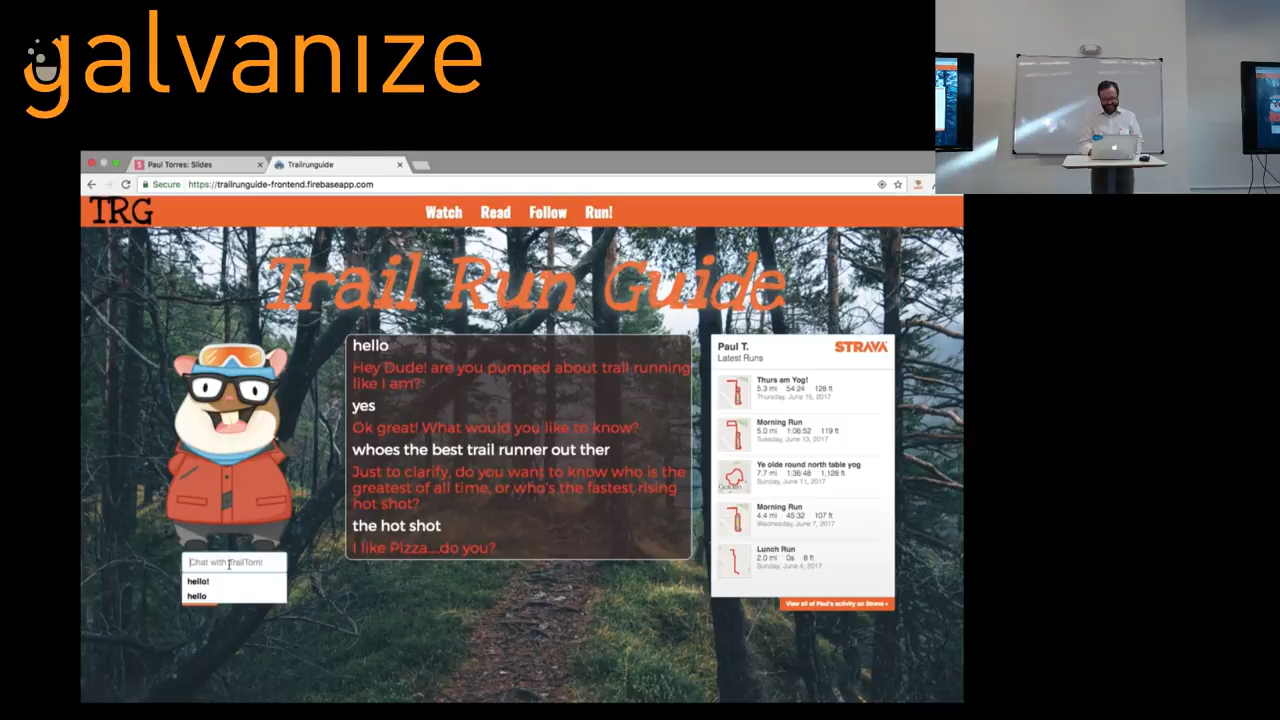 galvanize
Paul Torres: Slides
Trailrunguide
Secure
https://trailrunguide-frontend.firebaseapp.com
TRG
Watch
Read
Follow
Run!
Trail Run Guide
hello
Hey Dude! are you pumped about trail running
like I am?
yes
Ok great! What would you like to know?
whoes the best trail runner out ther
Just to clarify, do you want to know who is the
greatest of all time, or who's the fastest rising
hot shot?
the hot shot
I like Pizza....do you?
Chat with TrailTom!
hello!
hello
Paul T.
STRAVA
Latest Runs
Thurs am Yog!
5.3 mi 54:24 128 ft
Thursday, June 15, 2017
Morning Run
5.0 mi 1:06:52 119 ft
Tuesday, June 13, 2017
Ye olde round north table yog
7.7 mi 1:36:48 1,128 ft
Sunday, June 11, 2017
Golden
Morning Run
4.4 mi 45:32 107 ft
Wednesday, June 7, 2017
Lunch Run
2.0 mi 0s 8 ft
Sunday, June 4, 2017
View all of Paul's activity on Strava »